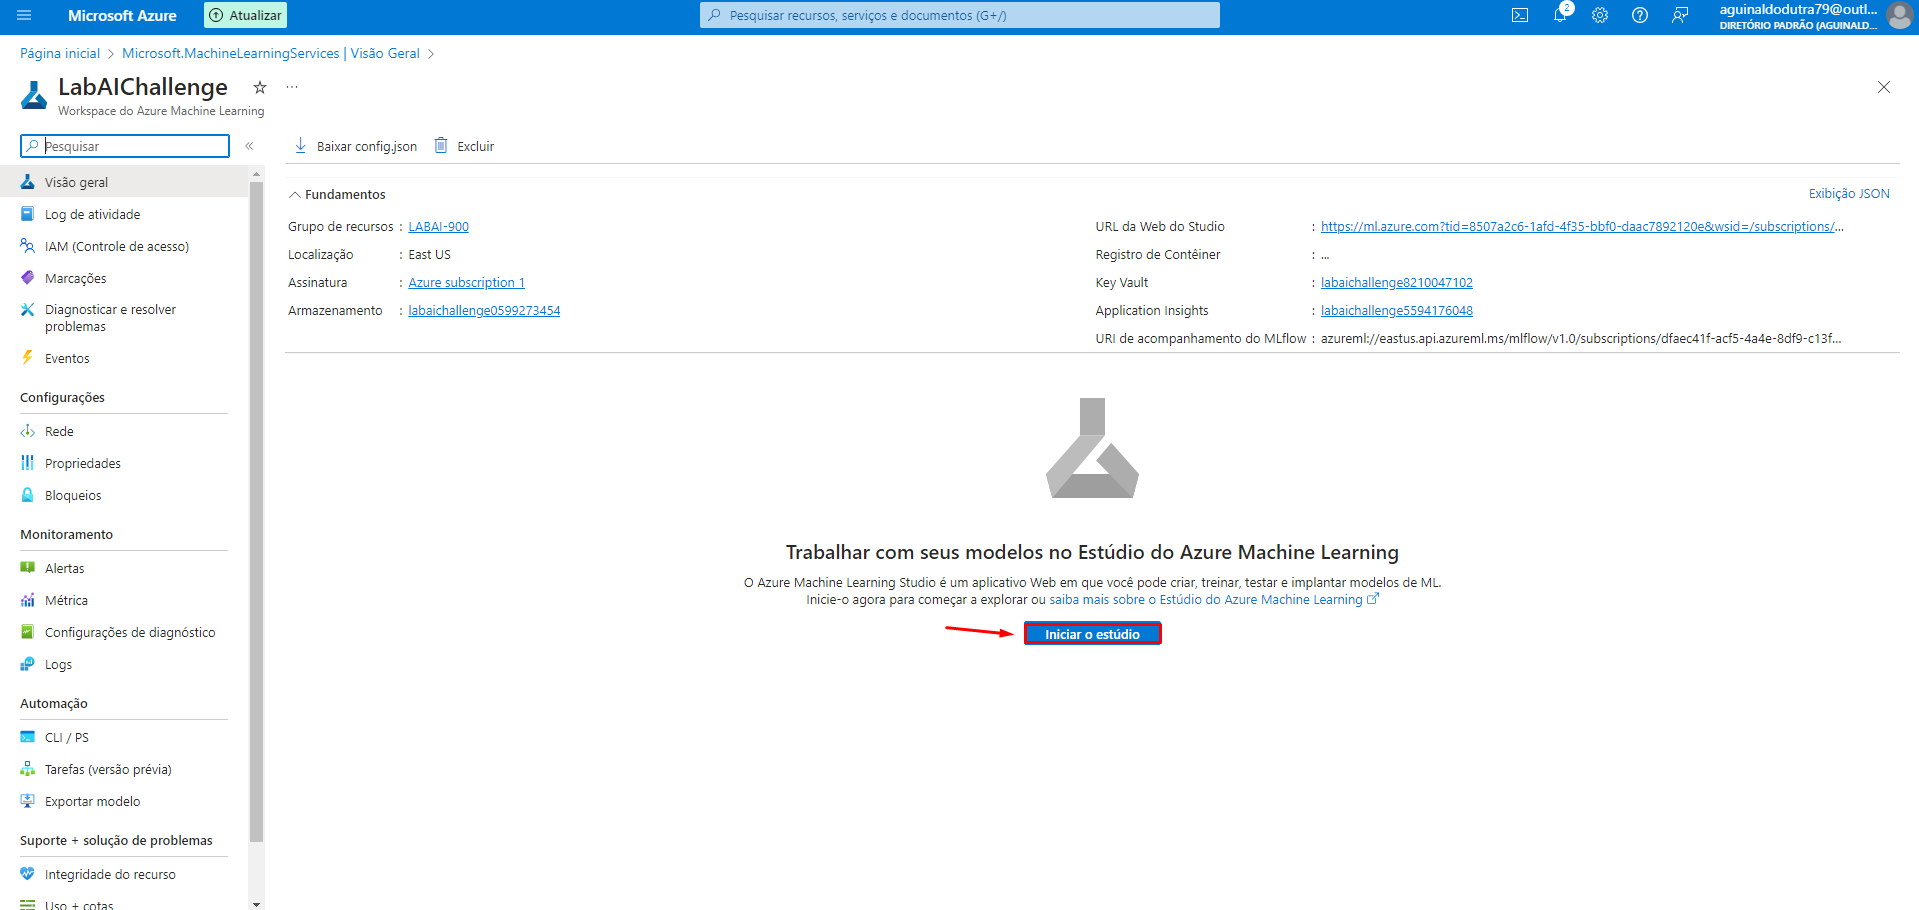 Microsoft Azure
Atualizar
Pesquisar recursos, serviços e documentos (G+/)
2
aguinaldodutra79@outl...
DIRETÓRIO PADRÃO (AGUINALD...
Página inicial > Microsoft.MachineLearningServices | Visão Geral >
LabAIChallenge
...
Workspace do Azure Machine Learning
Pesquisar
«
Baixar config.json
Excluir
Visão geral
Log de atividade
IAM (Controle de acesso)
Marcações
Diagnosticar e resolver
problemas
Eventos
Configurações
Rede
Propriedades
Bloqueios
Monitoramento
Alertas
Métrica
Configurações de diagnóstico
Logs
Automação
CLI / PS
Tarefas (versão prévia)
Exportar modelo
Suporte + solução de problemas
Integridade do recurso
Uso + cotas
Fundamentos
Exibição JSON
Grupo de recursos : LABAI-900
Localização : East US
Assinatura : Azure subscription 1
Armazenamento : labaichallenge0599273454
URL da Web do Studio : https://ml.azure.com?tid=8507a2c6-1afd-4f35-bbf0-daac7892120e&wsid=/subscriptions/...
Registro de Contêiner : ...
Key Vault : labaichallenge8210047102
Application Insights : labaichallenge5594176048
URI de acompanhamento do MLflow : azureml://eastus.api.azureml.ms/mlflow/v1.0/subscriptions/dfaec41f-acf5-4a4e-8df9-c13f...
Trabalhar com seus modelos no Estúdio do Azure Machine Learning
O Azure Machine Learning Studio é um aplicativo Web em que você pode criar, treinar, testar e implantar modelos de ML.
Inicie-o agora para começar a explorar ou saiba mais sobre o Estúdio do Azure Machine Learning
Iniciar o estúdio